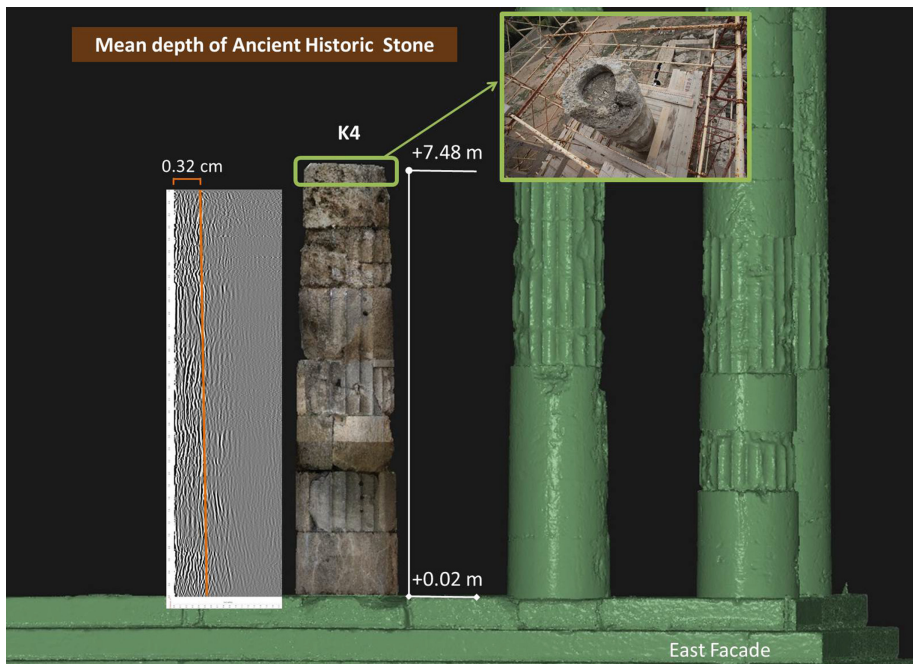 Mean depth of Ancient Historic Stone
K4
+7.48 m
0.32 cm
+0.02 m
East Facade